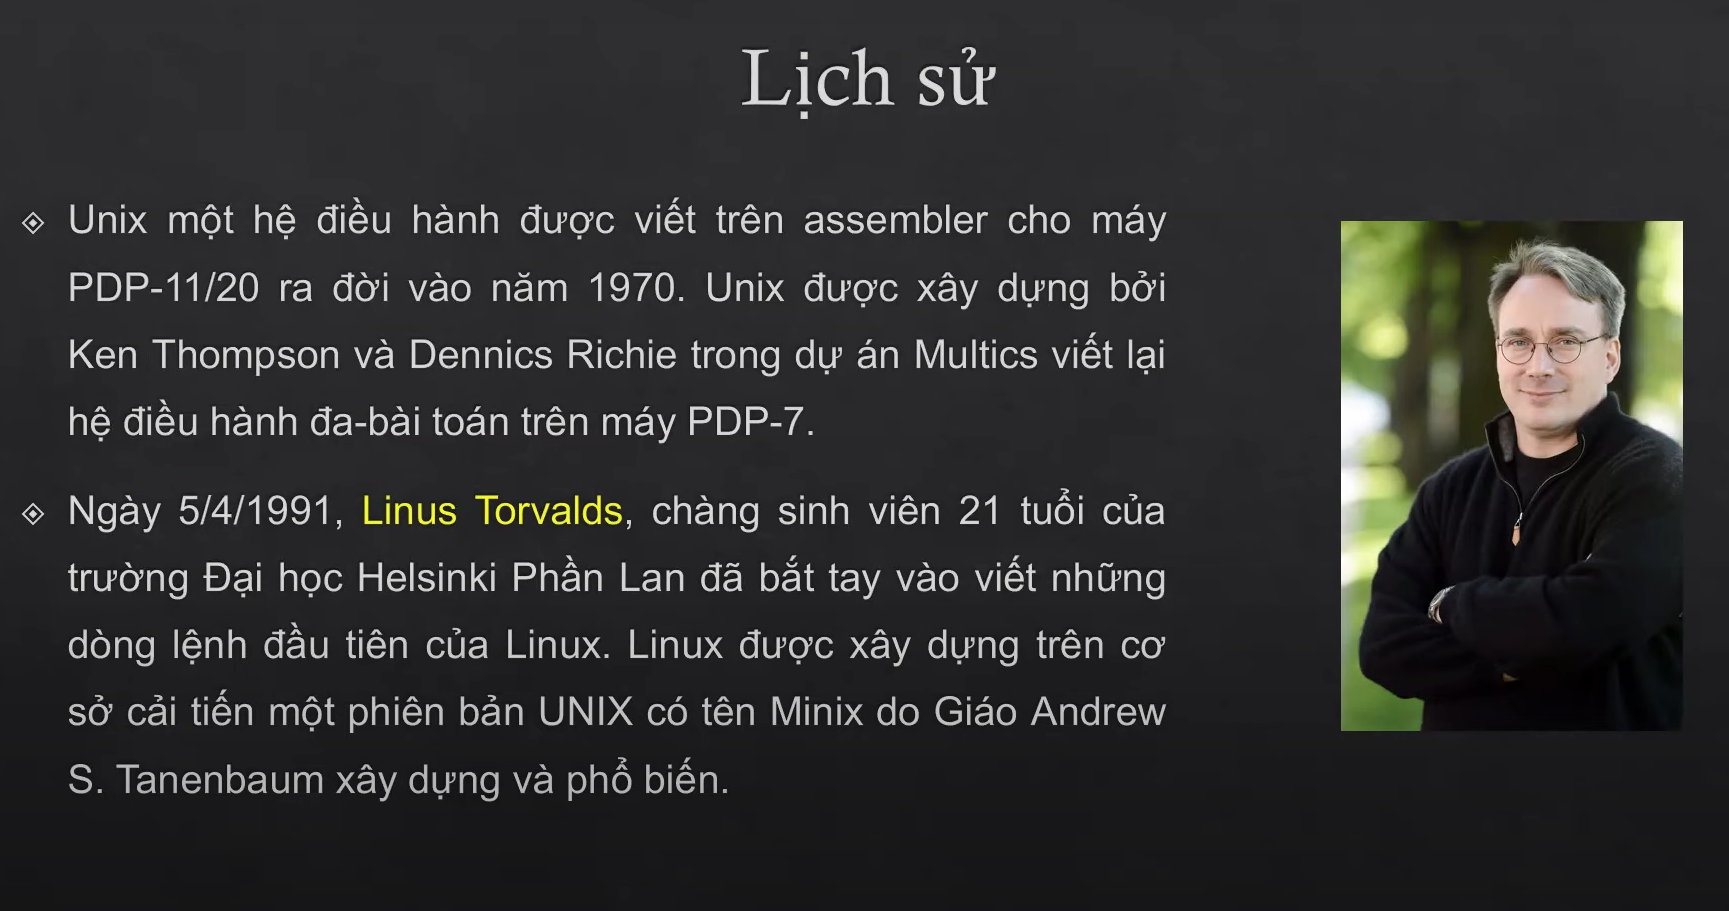 Lịch sử
Unix một hệ điều hành được viết trên assembler cho máy
PDP-11/20 ra đời vào năm 1970. Unix được xây dựng bởi
Ken Thompson và Dennics Richie trong dự án Multics viết lại
hệ điều hành đa-bài toán trên máy PDP-7.
Ngày 5/4/1991, Linus Torvalds, chàng sinh viên 21 tuổi của
trường Đại học Helsinki Phần Lan đã bắt tay vào viết những
dòng lệnh đầu tiên của Linux. Linux được xây dựng trên cơ
sở cải tiến một phiên bản UNIX có tên Minix do Giáo Andrew
S. Tanenbaum xây dựng và phổ biến.